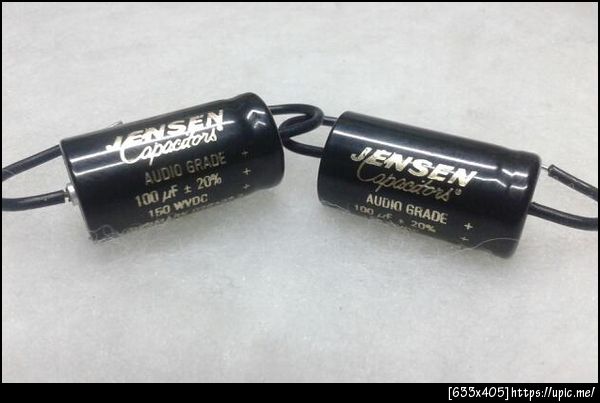 JENSEN
Capacitors®
AUDIO GRADE
100 µF ± 20%
150 WVDC
+
+
+
JENSEN
Capacitors®
AUDIO GRADE
100 µF ± 20%
+
+
[633x405]https://upic.me/